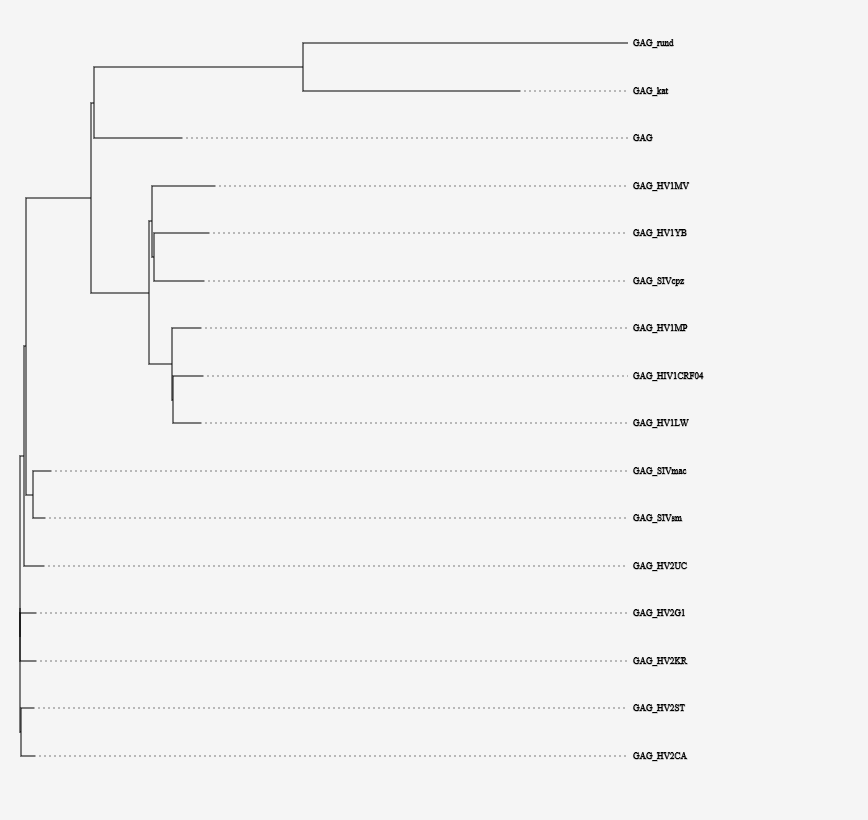 GAG_rund
GAG_kat
GAG
GAG_HV1MV
GAG_HV1YB
GAG_SIVcpz
GAG_HV1MP
GAG_HIV1CRF04
GAG_HV1LW
GAG_SIVmac
GAG_SIVsm
GAG_HV2UC
GAG_HV2G1
GAG_HV2KR
GAG_HV2ST
GAG_HV2CA